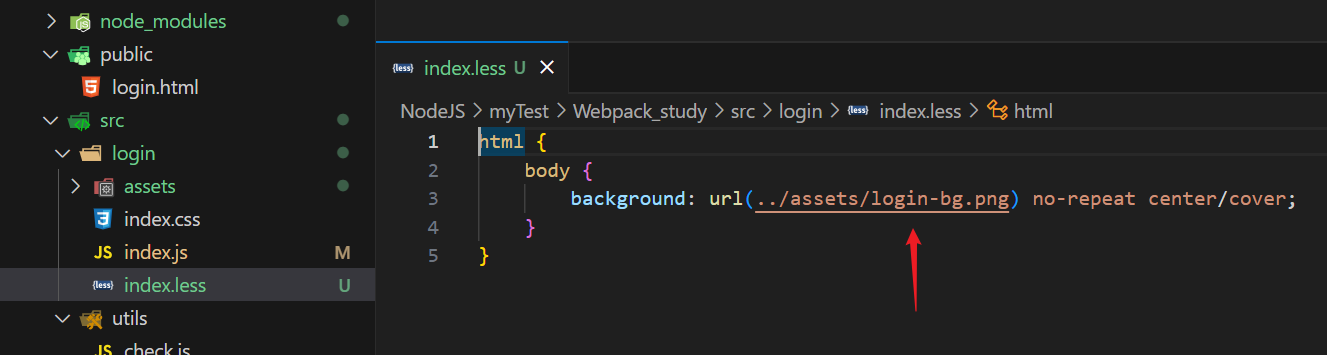 node_modules
public
login.html
src
login
assets
index.css
JS index.js M
{less} index.less U
utils
JS check.js
{less} index.less U ×
NodeJS > myTest > Webpack_study > src > login > {less} index.less > html
1 html {
2 body {
3 background: url(../assets/login-bg.png) no-repeat center/cover;
4 }
5 }